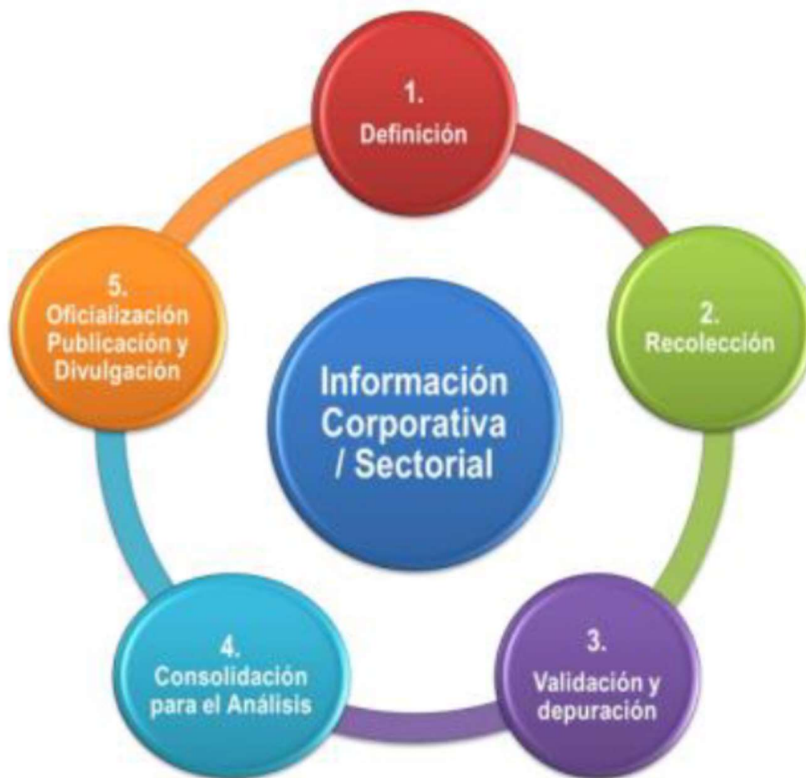 1.
Definición
2.
Recolección
3.
Validación y
depuración
4.
Consolidación
para el Análisis
5.
Oficialización
Publicación y
Divulgación
Información
Corporativa
/ Sectorial